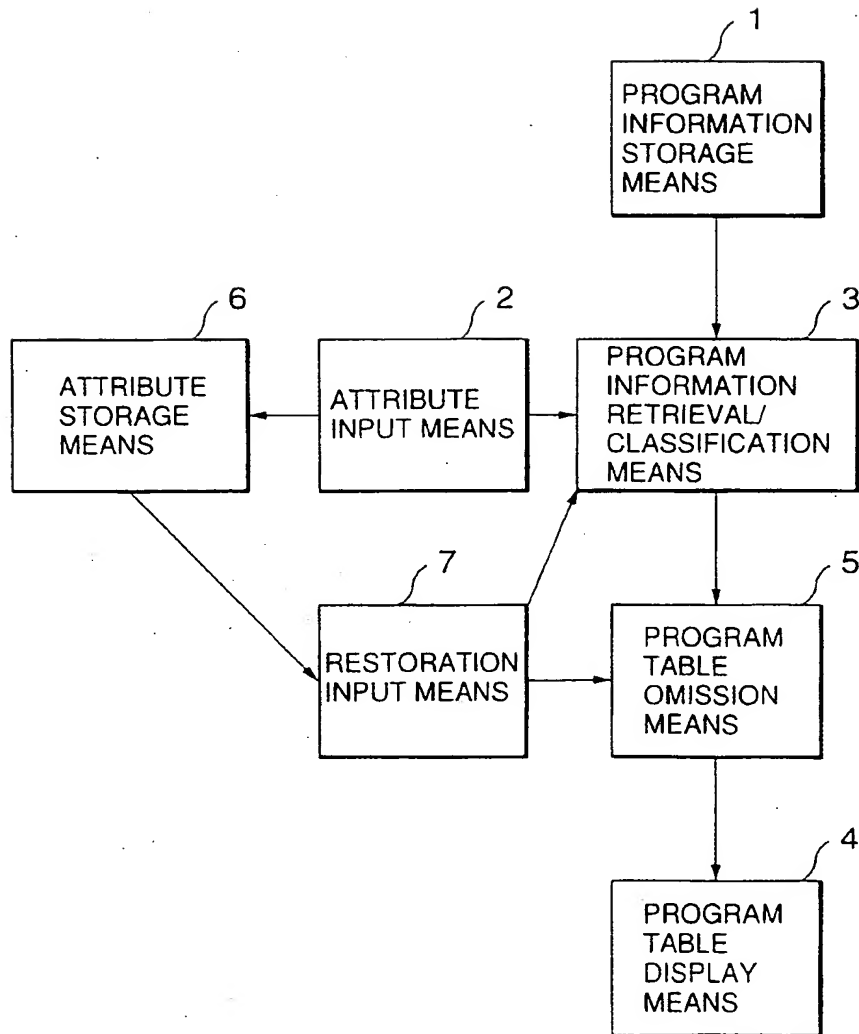 1
PROGRAM
INFORMATION
STORAGE
MEANS
6
2
3
ATTRIBUTE
STORAGE
MEANS
ATTRIBUTE
INPUT MEANS
PROGRAM
INFORMATION
RETRIEVAL/
CLASSIFICATION
MEANS
7
5
RESTORATION
INPUT MEANS
PROGRAM
TABLE
OMISSION
MEANS
4
PROGRAM
TABLE
DISPLAY
MEANS